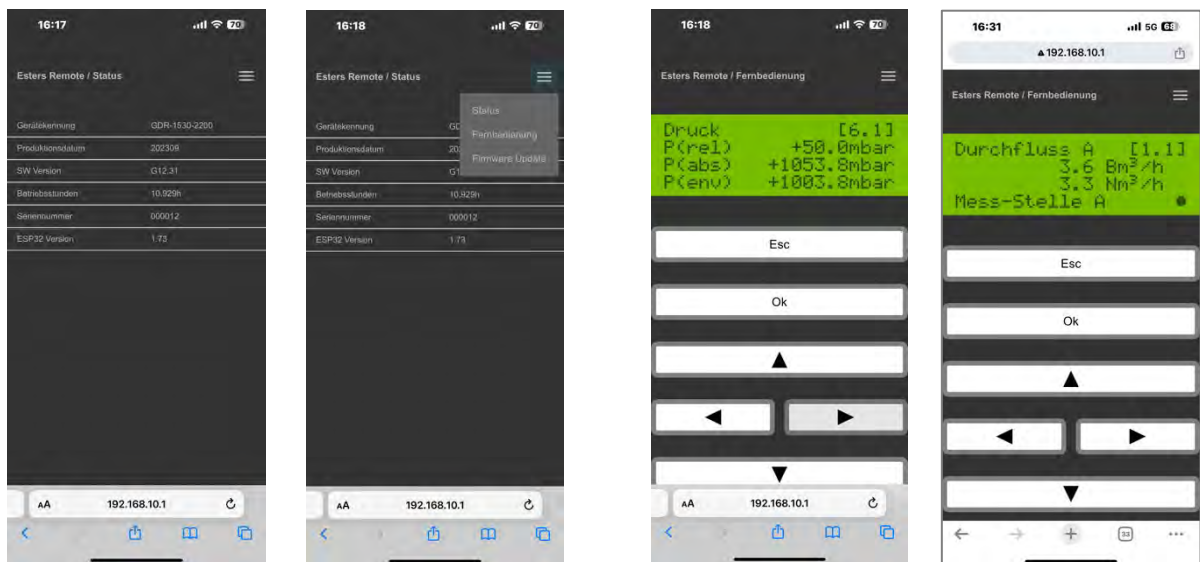 16:17
70
Esters Remote / Status
Gerätekennung GDR-1530-2200
Produktionsdatum 202309
SW Version G12.31
Betriebsstunden 10.929h
Seriennummer 000012
ESP32 Version 1.73
AA 192.168.10.1
16:18
70
Esters Remote / Status
Status
Fernbedienung
Firmware Update
Gerätekennung GD
Produktionsdatum 20
SW Version G1
Betriebsstunden 10.929h
Seriennummer 000012
ESP32 Version 1.73
AA 192.168.10.1
16:18
70
Esters Remote / Fernbedienung
Druck [6.1]
P(rel) +50.0mbar
P(abs) +1053.8mbar
P(env) +1003.8mbar
Esc
Ok
AA 192.168.10.1
16:31
5G 68
192.168.10.1
Esters Remote / Fernbedienung
Durchfluss A [1.1]
3.6 Bm³/h
3.3 Nm³/h
Mess-Stelle A
Esc
Ok
33